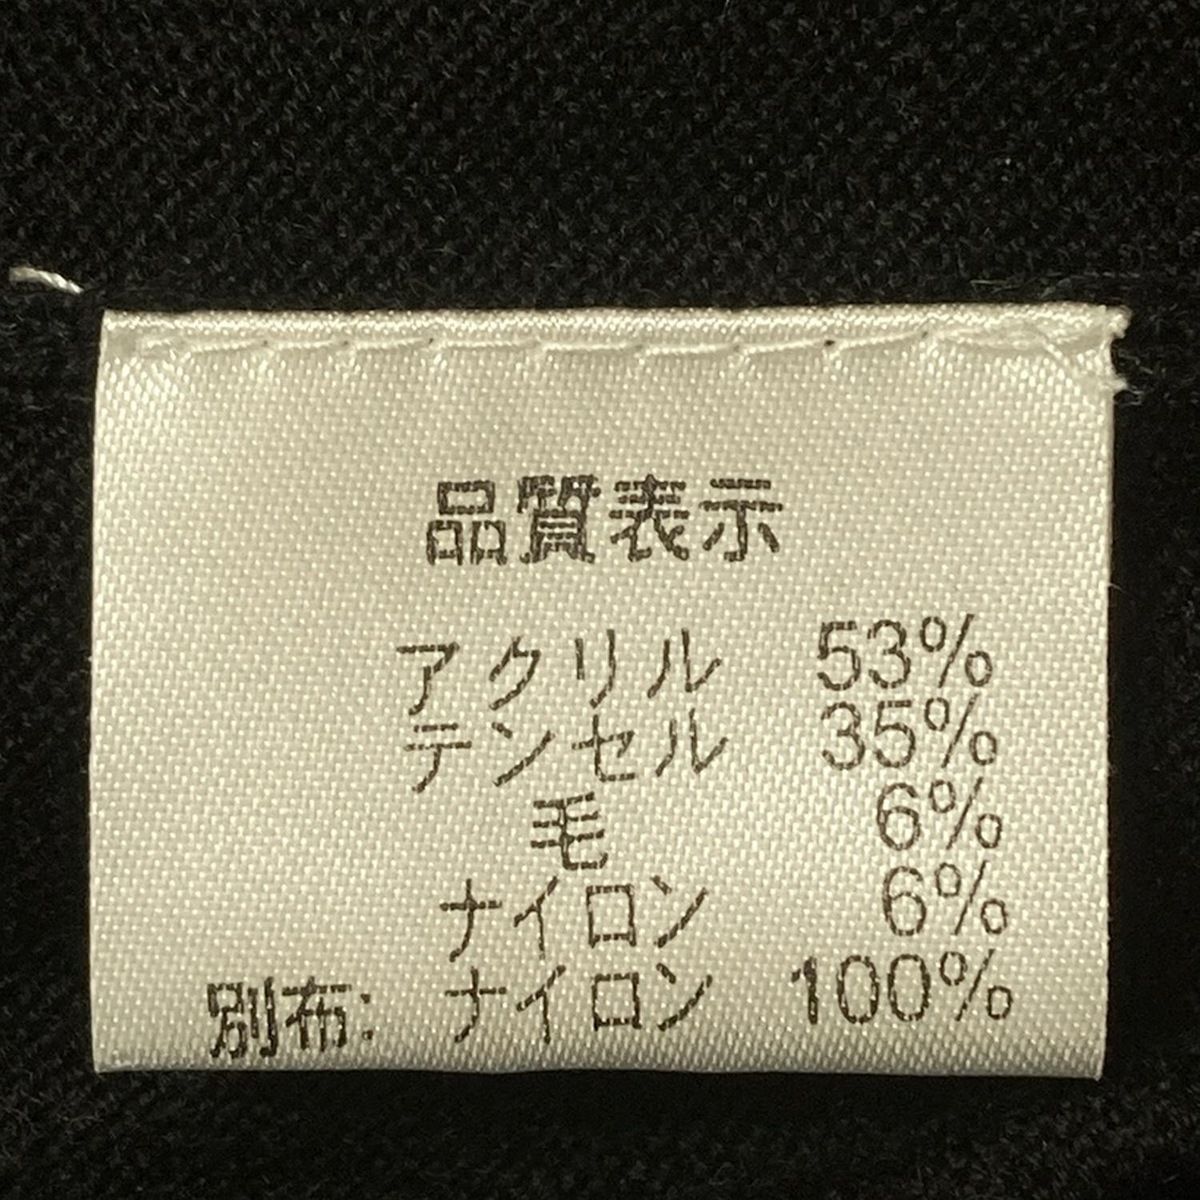 品質表示
アクリル 53%
テンセル 35%
毛 6%
ナイロン 6%
別布: ナイロン 100%